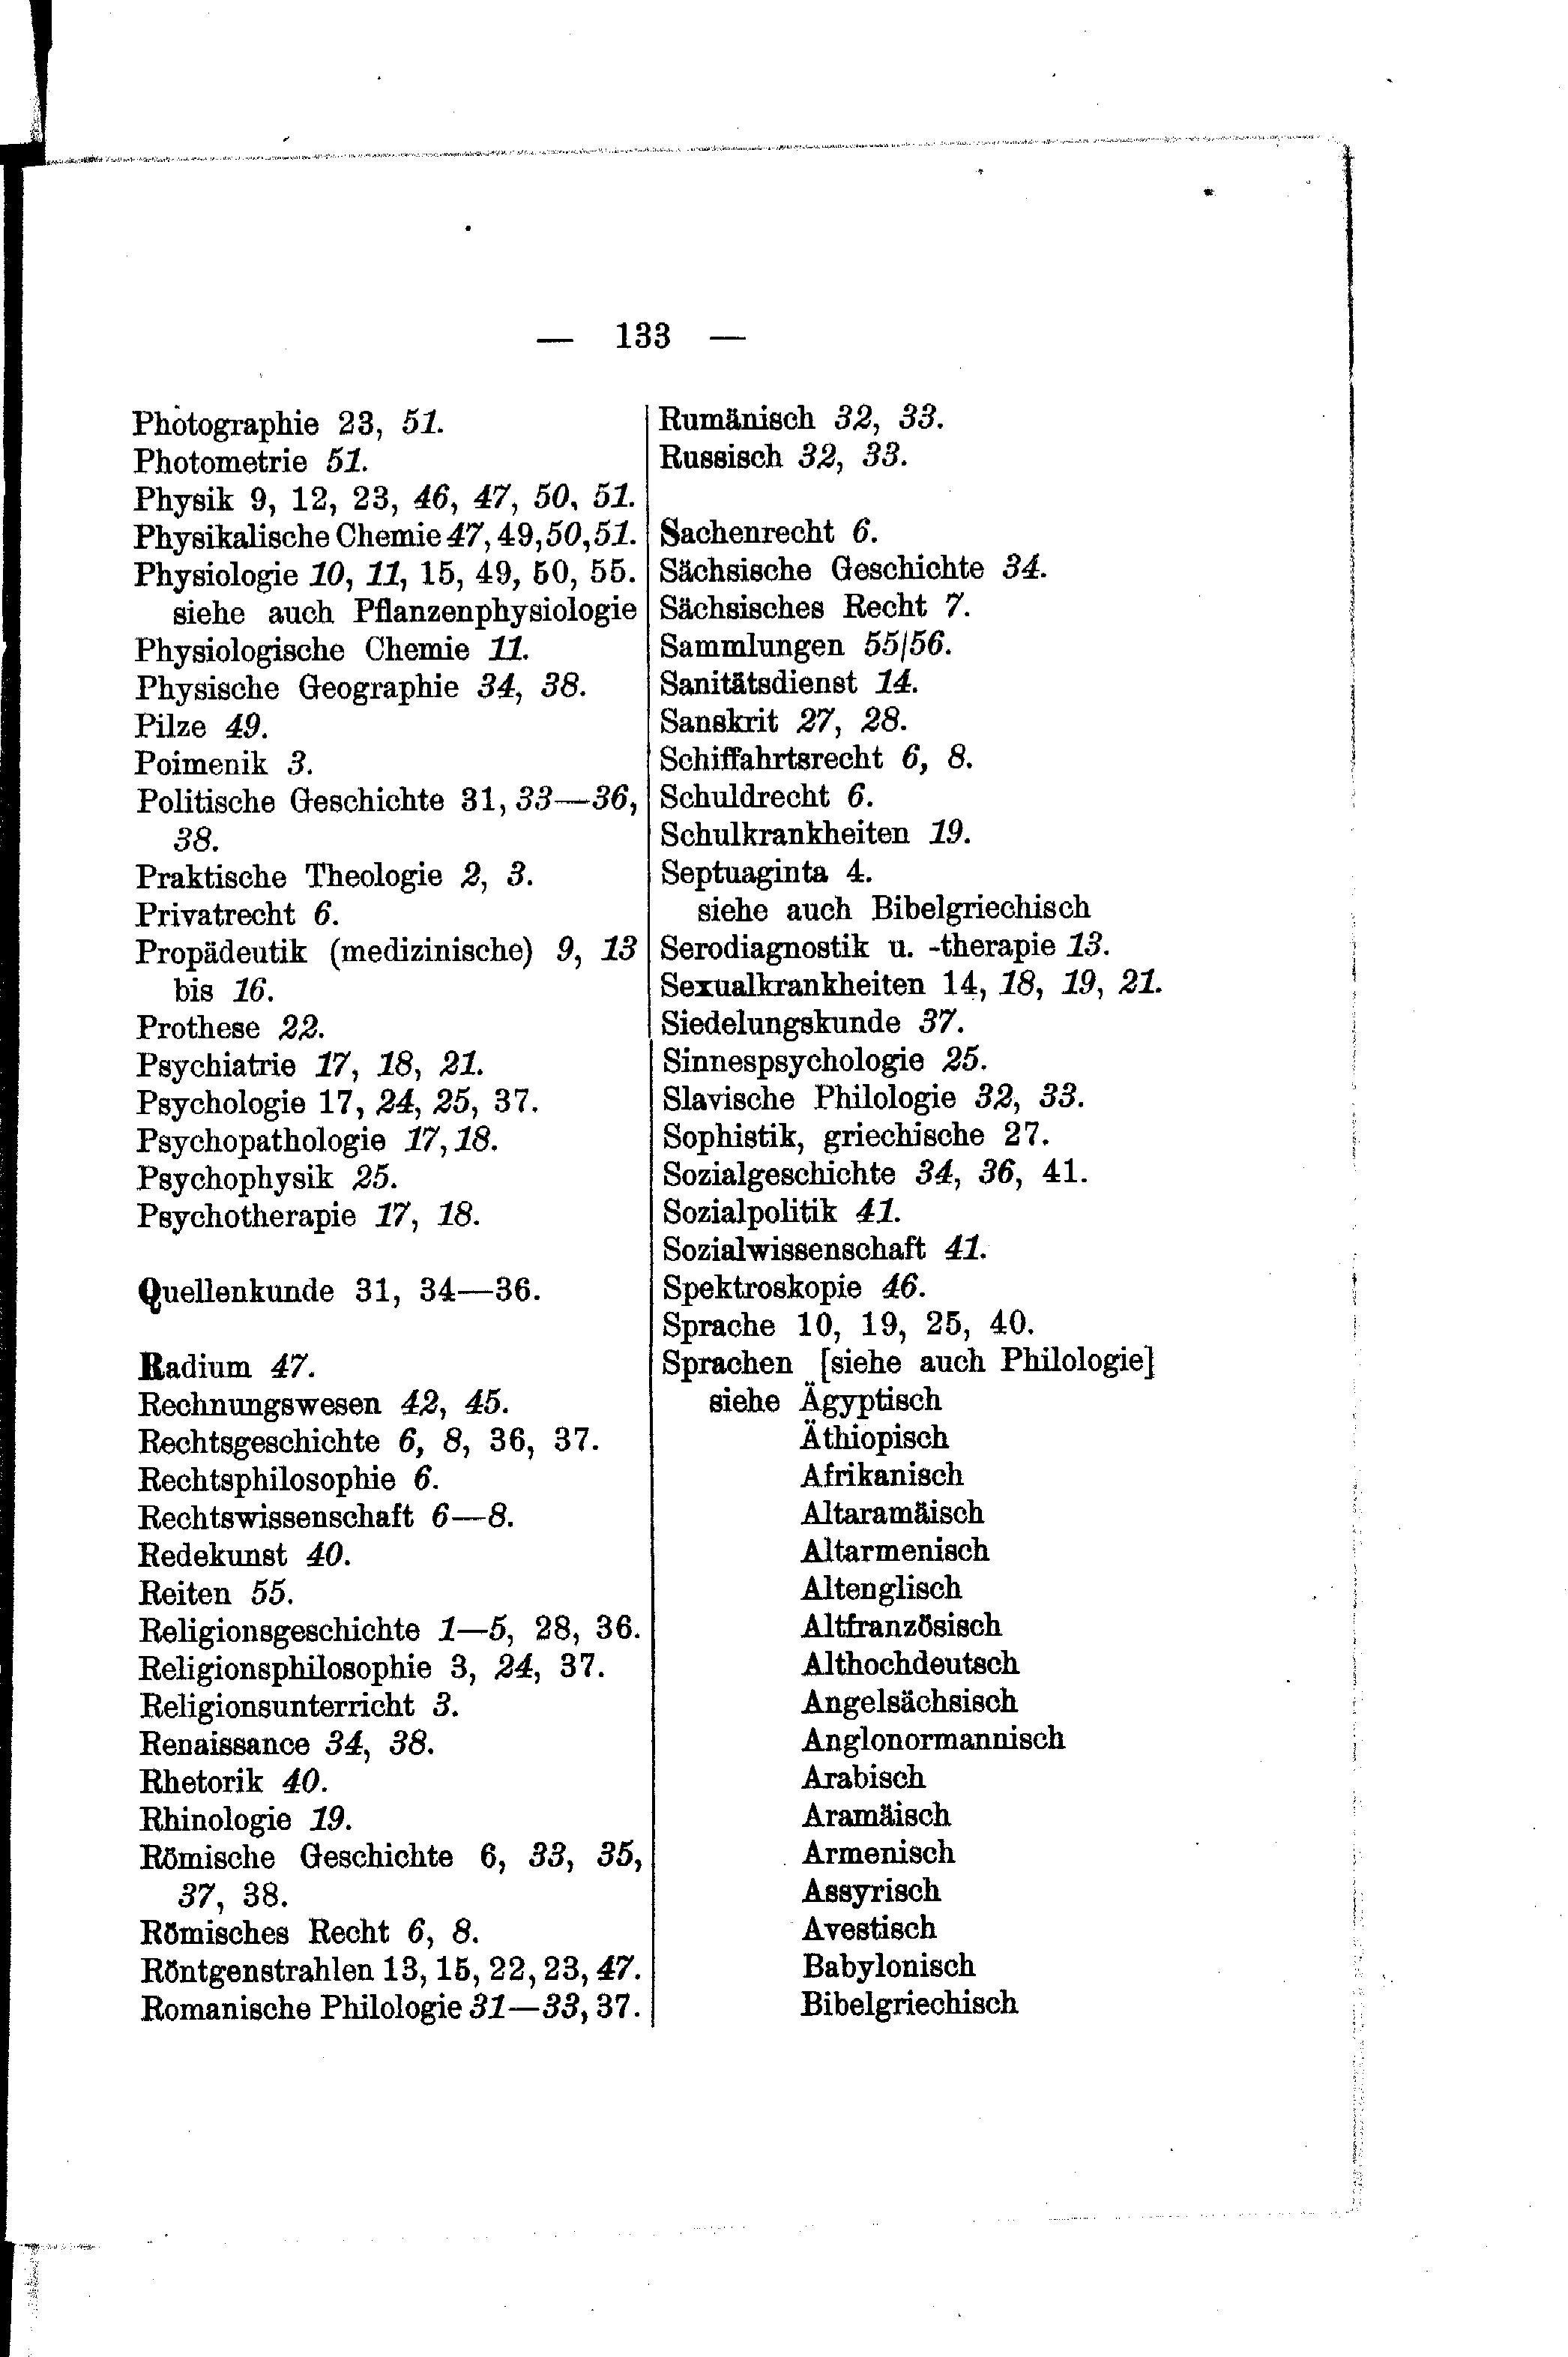 — 133 —
Photographie 23, 51.
Photometrie 51.
Physik 9, 12, 23, 46, 47, 50, 51.
Physikalische Chemie 47, 49, 50, 51.
Physiologie 10, 11, 15, 49, 50, 55.
siehe auch Pflanzenphysiologie
Physiologische Chemie 11.
Physische Geographie 34, 38.
Pilze 49.
Poimenik 3.
Politische Geschichte 31, 33—36,
38.
Praktische Theologie 2, 3.
Privatrecht 6.
Propädeutik (medizinische) 9, 13
bis 16.
Prothese 22.
Psychiatrie 17, 18, 21.
Psychologie 17, 24, 25, 37.
Psychopathologie 17, 18.
Psychophysik 25.
Psychotherapie 17, 18.
Quellenkunde 31, 34—36.
Radium 47.
Rechnungswesen 42, 45.
Rechtsgeschichte 6, 8, 36, 37.
Rechtsphilosophie 6.
Rechtswissenschaft 6—8.
Redekunst 40.
Reiten 55.
Religionsgeschichte 1—5, 28, 36.
Religionsphilosophie 3, 24, 37.
Religionsunterricht 3.
Renaissance 34, 38.
Rhetorik 40.
Rhinologie 19.
Römische Geschichte 6, 33, 35,
37, 38.
Römisches Recht 6, 8.
Röntgenstrahlen 13, 15, 22, 23, 47.
Romanische Philologie 31—33, 37.
Rumänisch 32, 33.
Russisch 32, 33.
Sachenrecht 6.
Sächsische Geschichte 34.
Sächsisches Recht 7.
Sammlungen 55/56.
Sanitätsdienst 14.
Sanskrit 27, 28.
Schiffahrtsrecht 6, 8.
Schuldrecht 6.
Schulkrankheiten 19.
Septuaginta 4.
siehe auch Bibelgriechisch
Serodiagnostik u. -therapie 13.
Sexualkrankheiten 14, 18, 19, 21.
Siedelungskunde 37.
Sinnespsychologie 25.
Slavische Philologie 32, 33.
Sophistik, griechische 27.
Sozialgeschichte 34, 36, 41.
Sozialpolitik 41.
Sozialwissenschaft 41.
Spektroskopie 46.
Sprache 10, 19, 25, 40.
Sprachen [siehe auch Philologie]
siehe Ägyptisch
Äthiopisch
Afrikanisch
Altaramäisch
Altarmenisch
Altenglisch
Altfranzösisch
Althochdeutsch
Angelsächsisch
Anglonormannisch
Arabisch
Aramäisch
Armenisch
Assyrisch
Avestisch
Babylonisch
Bibelgriechisch